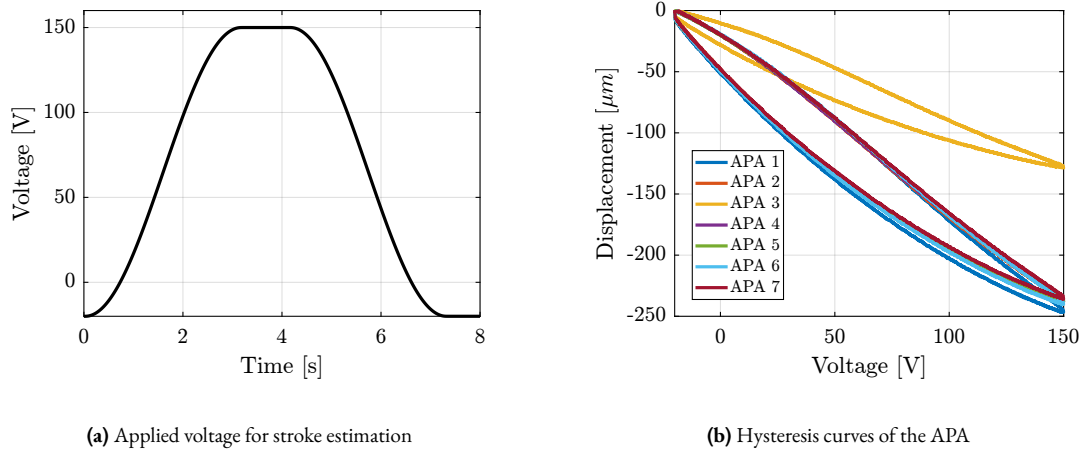 150
100
50
0
Voltage [V]
0
2
4
6
8
Time [s]
(a) Applied voltage for stroke estimation
0
-50
-100
-150
-200
-250
Displacement [μm]
APA 1
APA 2
APA 3
APA 4
APA 5
APA 6
APA 7
0
50
100
150
Voltage [V]
(b) Hysteresis curves of the APA